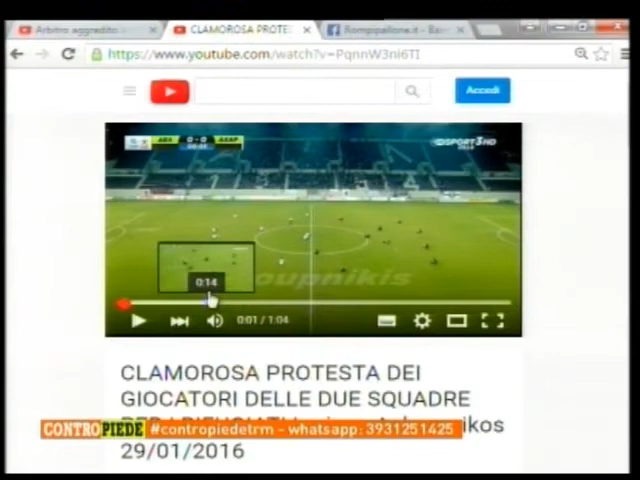 Arbitro aggredito
CLAMOROSA PROTES
Rompipallone.it - Ba
https://www.youtube.com/watch?v=PqnnW3ni6TI
Accedi
0 - 0
SPORT3HD
oupnikis
0:14
0:01 / 1:04
CLAMOROSA PROTESTA DEI
GIOCATORI DELLE DUE SQUADRE
ikos
CONTROPIEDE #contropiedetrm - whatsapp: 3931251425
29/01/2016